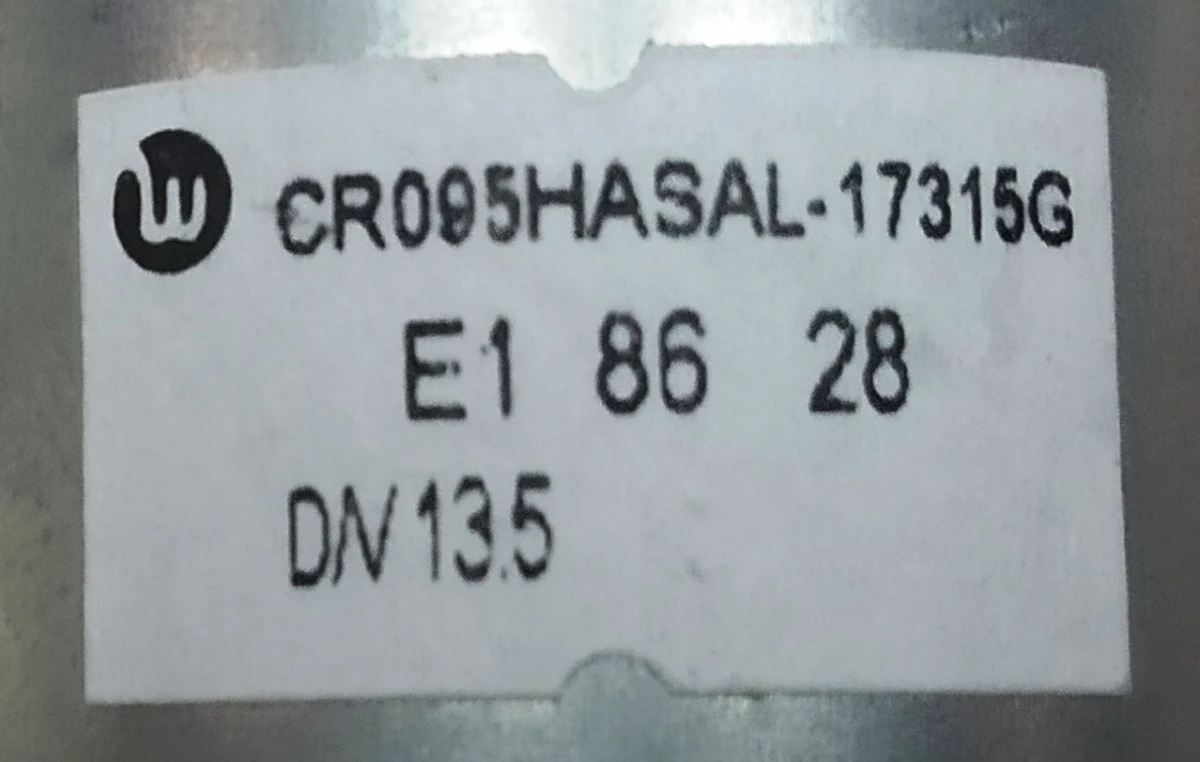 CR095HASAL-17315G
E1 86 28
D/V 13.5